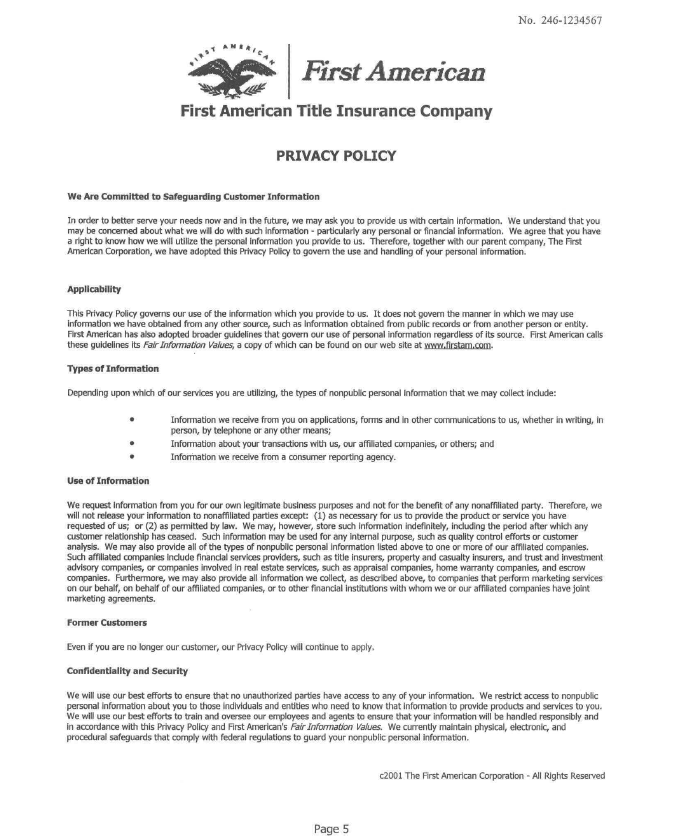 No. 246-1234567
FIRST AMERICAN
First American
First American Title Insurance Company
PRIVACY POLICY
We Are Committed to Safeguarding Customer Information
In order to better serve your needs now and in the future, we may ask you to provide us with certain information. We understand that you
may be concerned about what we will do with such information - particularly any personal or financial information. We agree that you have
a right to know how we will utilize the personal information you provide to us. Therefore, together with our parent company, The First
American Corporation, we have adopted this Privacy Policy to govern the use and handling of your personal information.
Applicability
This Privacy Policy governs our use of the information which you provide to us. It does not govern the manner in which we may use
information we have obtained from any other source, such as information obtained from public records or from another person or entity.
First American has also adopted broader guidelines that govern our use of personal information regardless of its source. First American calls
these guidelines its Fair Information Values, a copy of which can be found on our web site at www.firstam.com.
Types of Information
Depending upon which of our services you are utilizing, the types of nonpublic personal information that we may collect include:
• Information we receive from you on applications, forms and in other communications to us, whether in writing, in
person, by telephone or any other means;
• Information about your transactions with us, our affiliated companies, or others; and
• Information we receive from a consumer reporting agency.
Use of Information
We request information from you for our own legitimate business purposes and not for the benefit of any nonaffiliated party. Therefore, we
will not release your information to nonaffiliated parties except: (1) as necessary for us to provide the product or service you have
requested of us; or (2) as permitted by law. We may, however, store such information indefinitely, including the period after which any
customer relationship has ceased. Such information may be used for any internal purpose, such as quality control efforts or customer
analysis. We may also provide all of the types of nonpublic personal information listed above to one or more of our affiliated companies.
Such affiliated companies include financial services providers, such as title insurers, property and casualty insurers, and trust and investment
advisory companies, or companies involved in real estate services, such as appraisal companies, home warranty companies, and escrow
companies. Furthermore, we may also provide all information we collect, as described above, to companies that perform marketing services
on our behalf, on behalf of our affiliated companies, or to other financial institutions with whom we or our affiliated companies have joint
marketing agreements.
Former Customers
Even if you are no longer our customer, our Privacy Policy will continue to apply.
Confidentiality and Security
We will use our best efforts to ensure that no unauthorized parties have access to any of your information. We restrict access to nonpublic
personal information about you to those individuals and entities who need to know that information to provide products and services to you.
We will use our best efforts to train and oversee our employees and agents to ensure that your information will be handled responsibly and
in accordance with this Privacy Policy and First American's Fair Information Values. We currently maintain physical, electronic, and
procedural safeguards that comply with federal regulations to guard your nonpublic personal information.
c2001 The First American Corporation - All Rights Reserved
Page 5